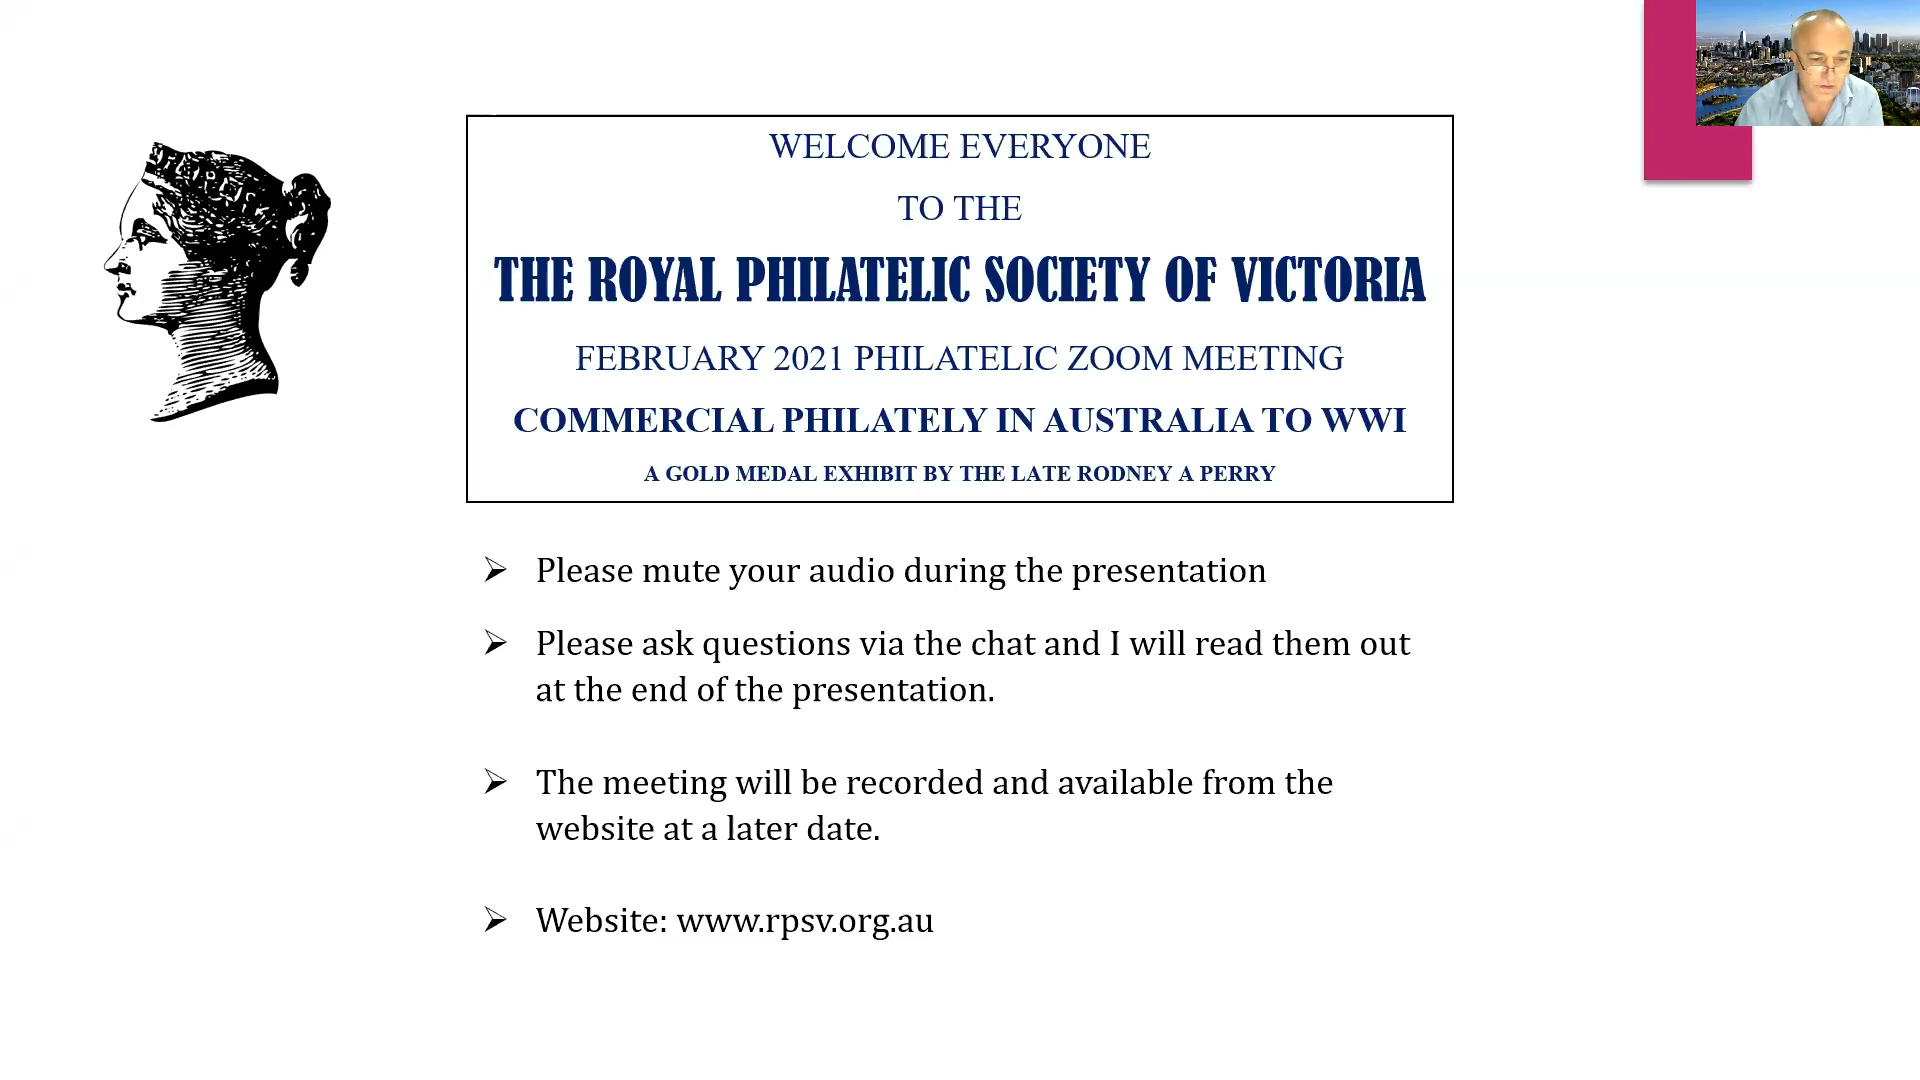 WELCOME EVERYONE
TO THE
THE ROYAL PHILATELIC SOCIETY OF VICTORIA
FEBRUARY 2021 PHILATELIC ZOOM MEETING
COMMERCIAL PHILATELY IN AUSTRALIA TO WWI
A GOLD MEDAL EXHIBIT BY THE LATE RODNEY A PERRY
➢ Please mute your audio during the presentation
➢ Please ask questions via the chat and I will read them out
at the end of the presentation.
➢ The meeting will be recorded and available from the
website at a later date.
➢ Website: www.rpsv.org.au